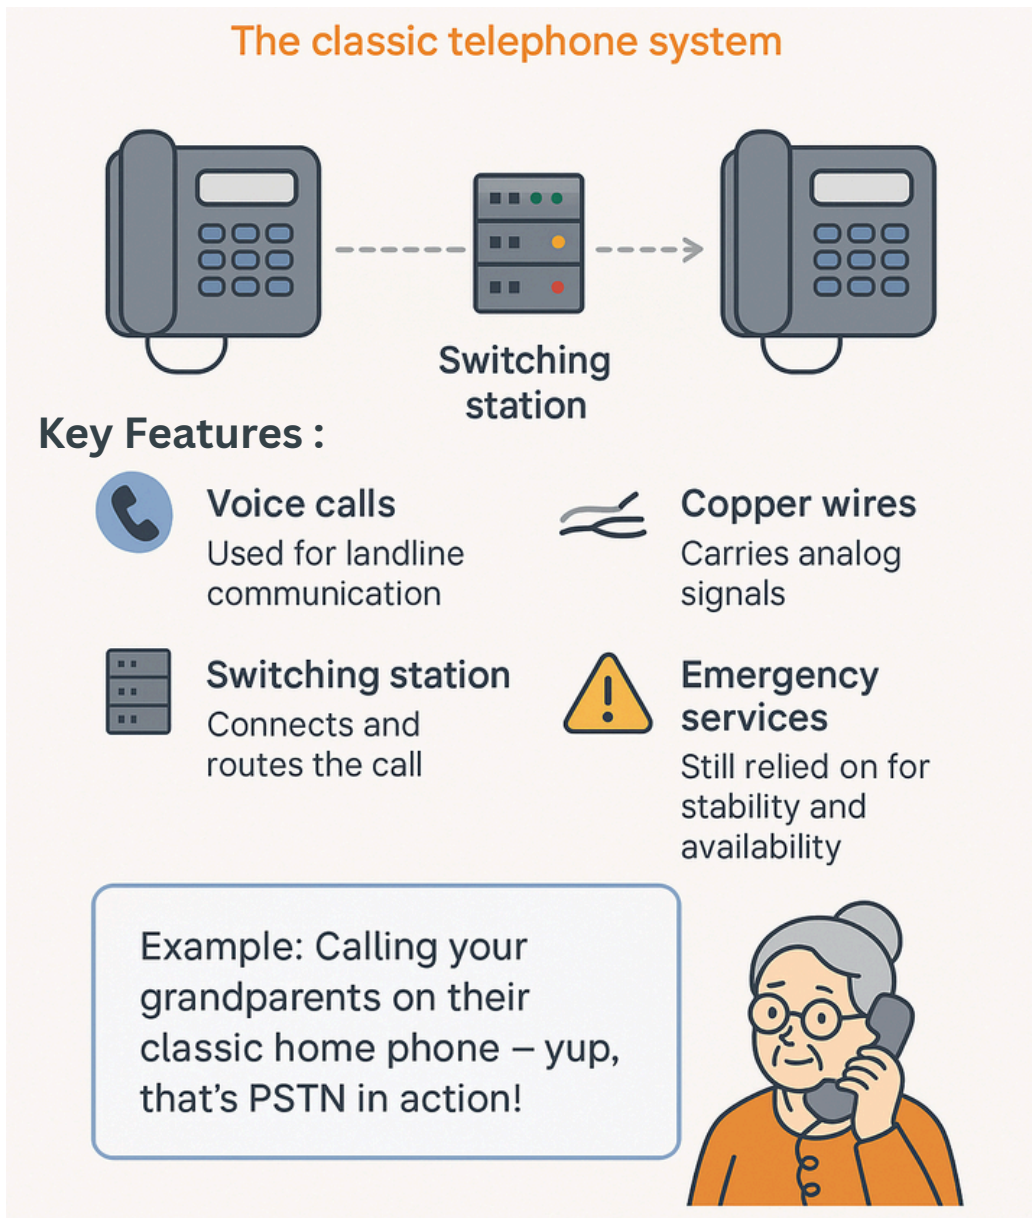 The classic telephone system
Switching
station
Key Features :
Voice calls
Used for landline
communication
Copper wires
Carries analog
signals
Switching station
Connects and
routes the call
Emergency
services
Still relied on for
stability and
availability
Example: Calling your
grandparents on their
classic home phone – yup,
that's PSTN in action!